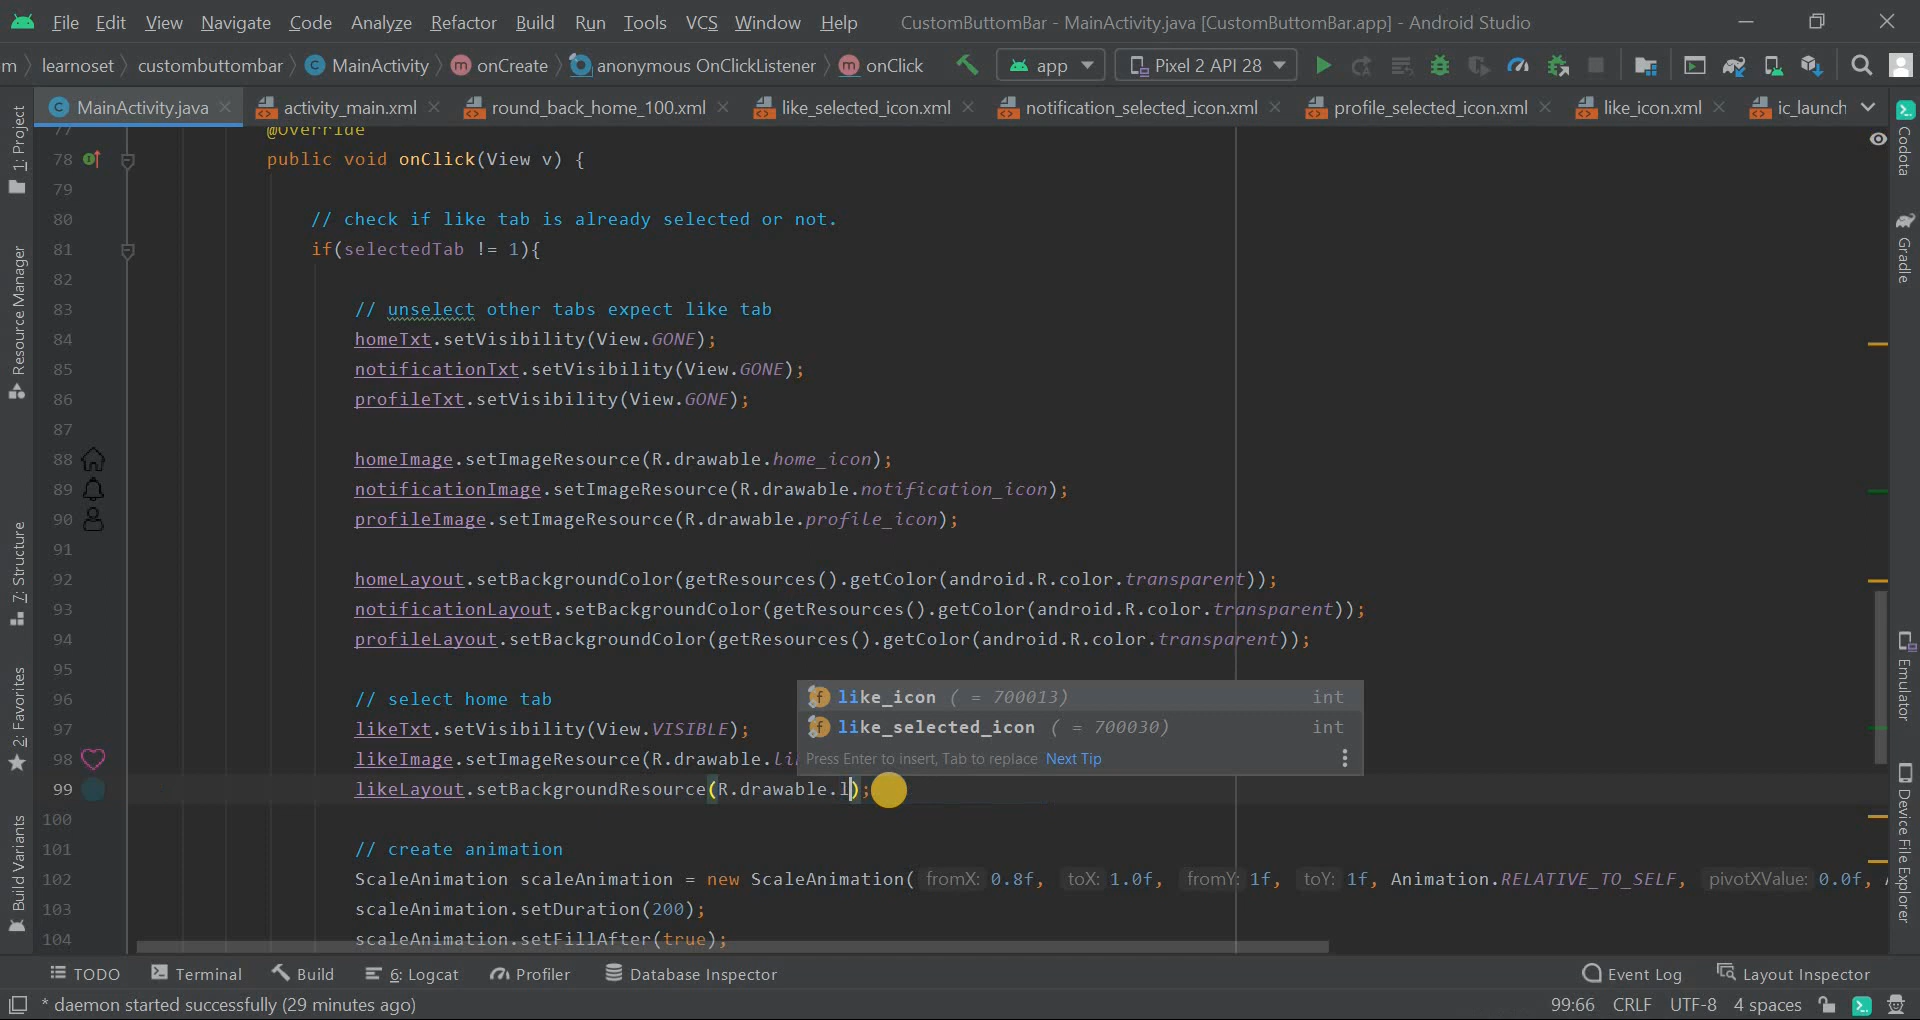 File Edit View Navigate Code Analyze Refactor Build Run Tools VCS Window Help CustomButtomBar - MainActivity.java [CustomButtomBar.app] - Android Studio
m learnoset custombuttombar MainActivity onCreate anonymous OnClickListener onClick app Pixel 2 API 28
MainActivity.java activity_main.xml round_back_home_100.xml like_selected_icon.xml notification_selected_icon.xml profile_selected_icon.xml like_icon.xml ic_launch
77 @Override
78 public void onClick(View v) {
79
80 // check if like tab is already selected or not.
81 if(selectedTab != 1){
82
83 // unselect other tabs expect like tab
84 homeTxt.setVisibility(View.GONE);
85 notificationTxt.setVisibility(View.GONE);
86 profileTxt.setVisibility(View.GONE);
87
88 homeImage.setImageResource(R.drawable.home_icon);
89 notificationImage.setImageResource(R.drawable.notification_icon);
90 profileImage.setImageResource(R.drawable.profile_icon);
91
92 homeLayout.setBackgroundColor(getResources().getColor(android.R.color.transparent));
93 notificationLayout.setBackgroundColor(getResources().getColor(android.R.color.transparent));
94 profileLayout.setBackgroundColor(getResources().getColor(android.R.color.transparent));
95
96 // select home tab
97 likeTxt.setVisibility(View.VISIBLE);
98 likeImage.setImageResource(R.drawable.li
99 likeLayout.setBackgroundResource(R.drawable.l);
like_icon ( = 700013) int
like_selected_icon ( = 700030) int
Press Enter to insert, Tab to replace Next Tip
100
101 // create animation
102 ScaleAnimation scaleAnimation = new ScaleAnimation( fromX: 0.8f, toX: 1.0f, fromY: 1f, toY: 1f, Animation.RELATIVE_TO_SELF, pivotXValue: 0.0f,
103 scaleAnimation.setDuration(200);
104 scaleAnimation.setFillAfter(true);
1: Project
Resource Manager
7: Structure
2: Favorites
Build Variants
Codota
Gradle
Emulator
Device File Explorer
TODO Terminal Build 6: Logcat Profiler Database Inspector Event Log Layout Inspector
* daemon started successfully (29 minutes ago) 99:66 CRLF UTF-8 4 spaces